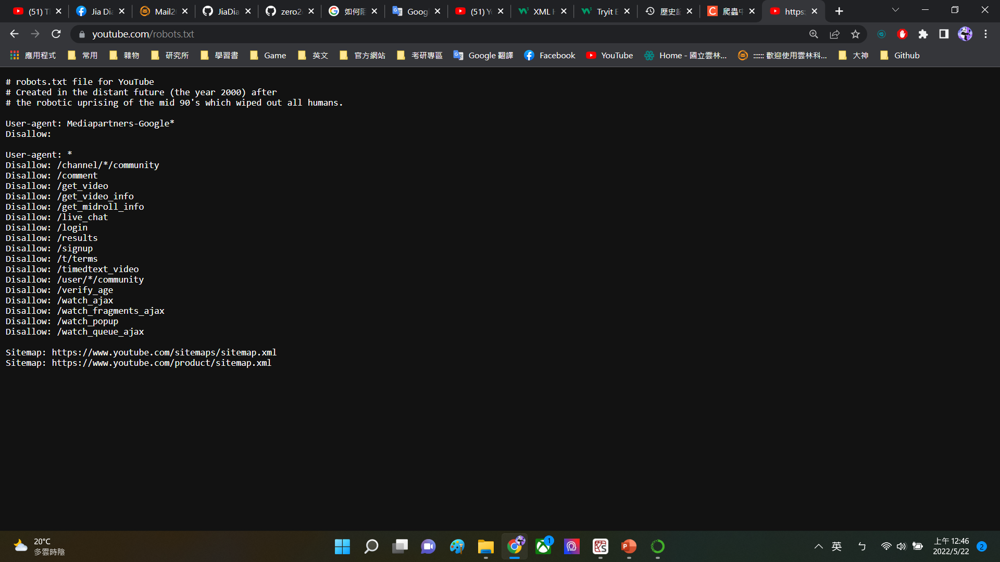 (51) T
Jia Dia
Mail2
JiaDia
zero2
如何阻
Goog
(51) Y
XML H
Tryit E
歷史記
爬蟲
https:
youtube.com/robots.txt
應用程式
常用
雜物
研究所
學習書
Game
英文
官方網站
考研專區
Google 翻譯
Facebook
YouTube
Home - 國立雲林...
:::::: 歡迎使用雲林科...
大神
Github
# robots.txt file for YouTube
# Created in the distant future (the year 2000) after
# the robotic uprising of the mid 90's which wiped out all humans.
User-agent: Mediapartners-Google*
Disallow:
User-agent: *
Disallow: /channel/*/community
Disallow: /comment
Disallow: /get_video
Disallow: /get_video_info
Disallow: /get_midroll_info
Disallow: /live_chat
Disallow: /login
Disallow: /results
Disallow: /signup
Disallow: /t/terms
Disallow: /timedtext_video
Disallow: /user/*/community
Disallow: /verify_age
Disallow: /watch_ajax
Disallow: /watch_fragments_ajax
Disallow: /watch_popup
Disallow: /watch_queue_ajax
Sitemap: https://www.youtube.com/sitemaps/sitemap.xml
Sitemap: https://www.youtube.com/product/sitemap.xml
20°C
多雲時陰
1
英
ㄅ
上午 12:46
2022/5/22
2